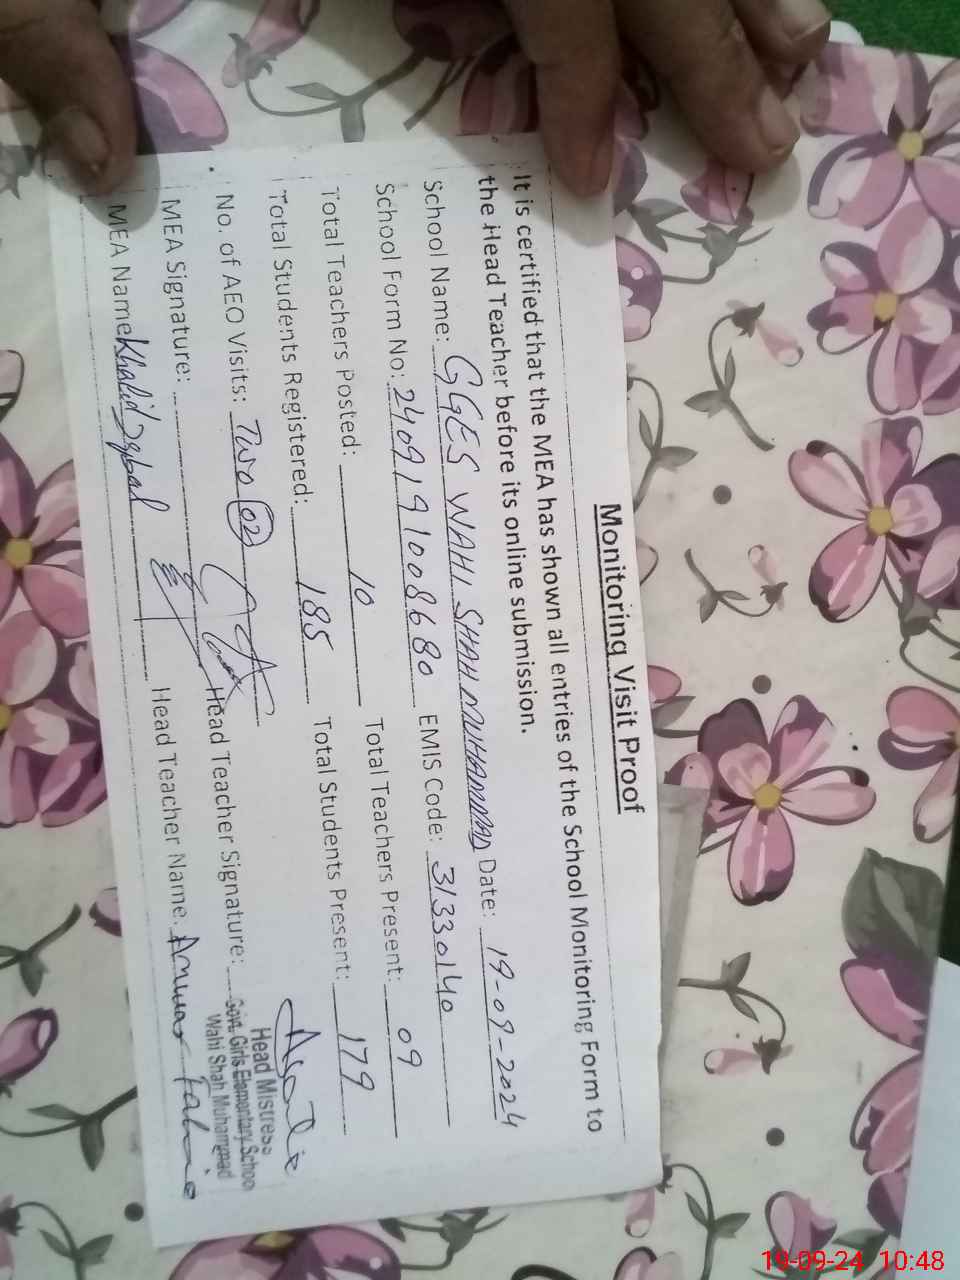 Monitoring Visit Proof
It is certified that the MEA has shown all entries of the School Monitoring Form to
the Head Teacher before its online submission.
School Name: GGES WAHI SHAH MUHAMMAD Date: 19-09-2024
School Form No: 2409191008680 EMIS Code: 31330140
Total Teachers Posted: 10 Total Teachers Present: 09
Total Students Registered: 185 Total Students Present: 179
No. of AEO Visits: Two 02
MEA Signature: Head Teacher Signature:
Head Mistress
Govt. Girls Elementary School
Wahi Shah Muhammad
MEA Name Khalid Iqbal Head Teacher Name:
19-09-24 10:48